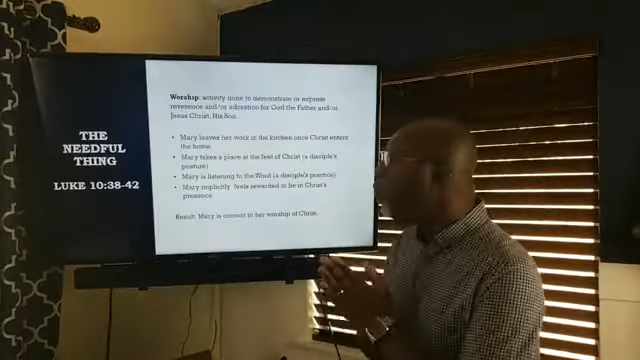 THE
NEEDFUL
THING
LUKE 10:38-42
Worship: activity done to demonstrate or express
reverence and/or adoration for God the Father and/or
Jesus Christ, His Son.
• Mary leaves her work in the kitchen once Christ enters
the home.
• Mary takes a place at the feet of Christ (a disciple's
posture)
• Mary is listening to the Word (a disciple's practice)
• Mary implicitly feels rewarded to be in Christ's
presence
Result: Mary is content in her worship of Christ.